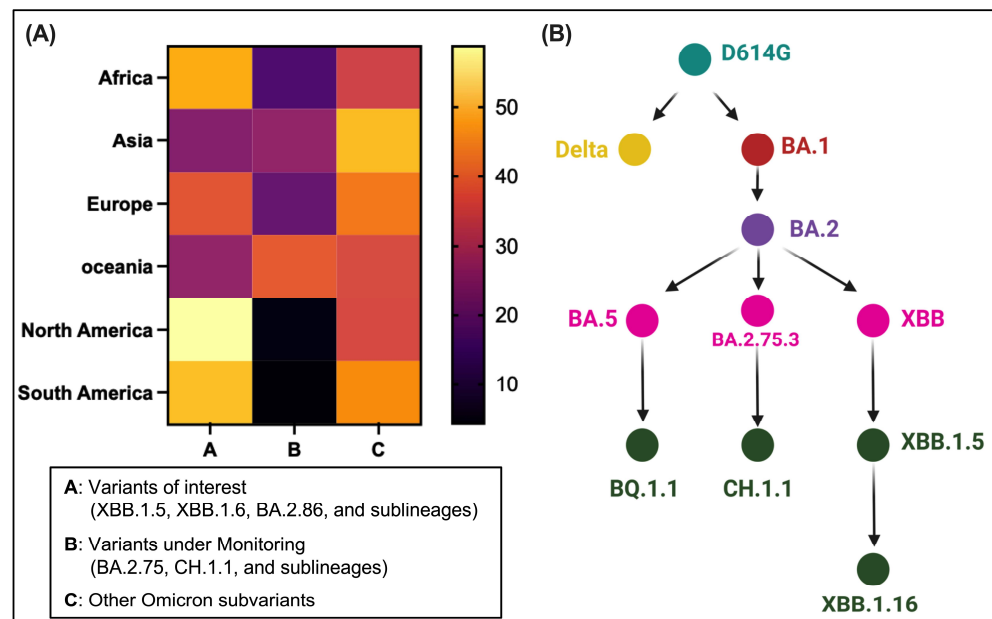 (A)
Africa
Asia
Europe
oceania
North America
South America
A B C
50
40
30
20
10
A: Variants of interest
(XBB.1.5, XBB.1.6, BA.2.86, and sublineages)
B: Variants under Monitoring
(BA.2.75, CH.1.1, and sublineages)
C: Other Omicron subvariants
(B)
D614G
Delta
BA.1
BA.2
BA.5
BA.2.75.3
XBB
BQ.1.1
CH.1.1
XBB.1.5
XBB.1.16